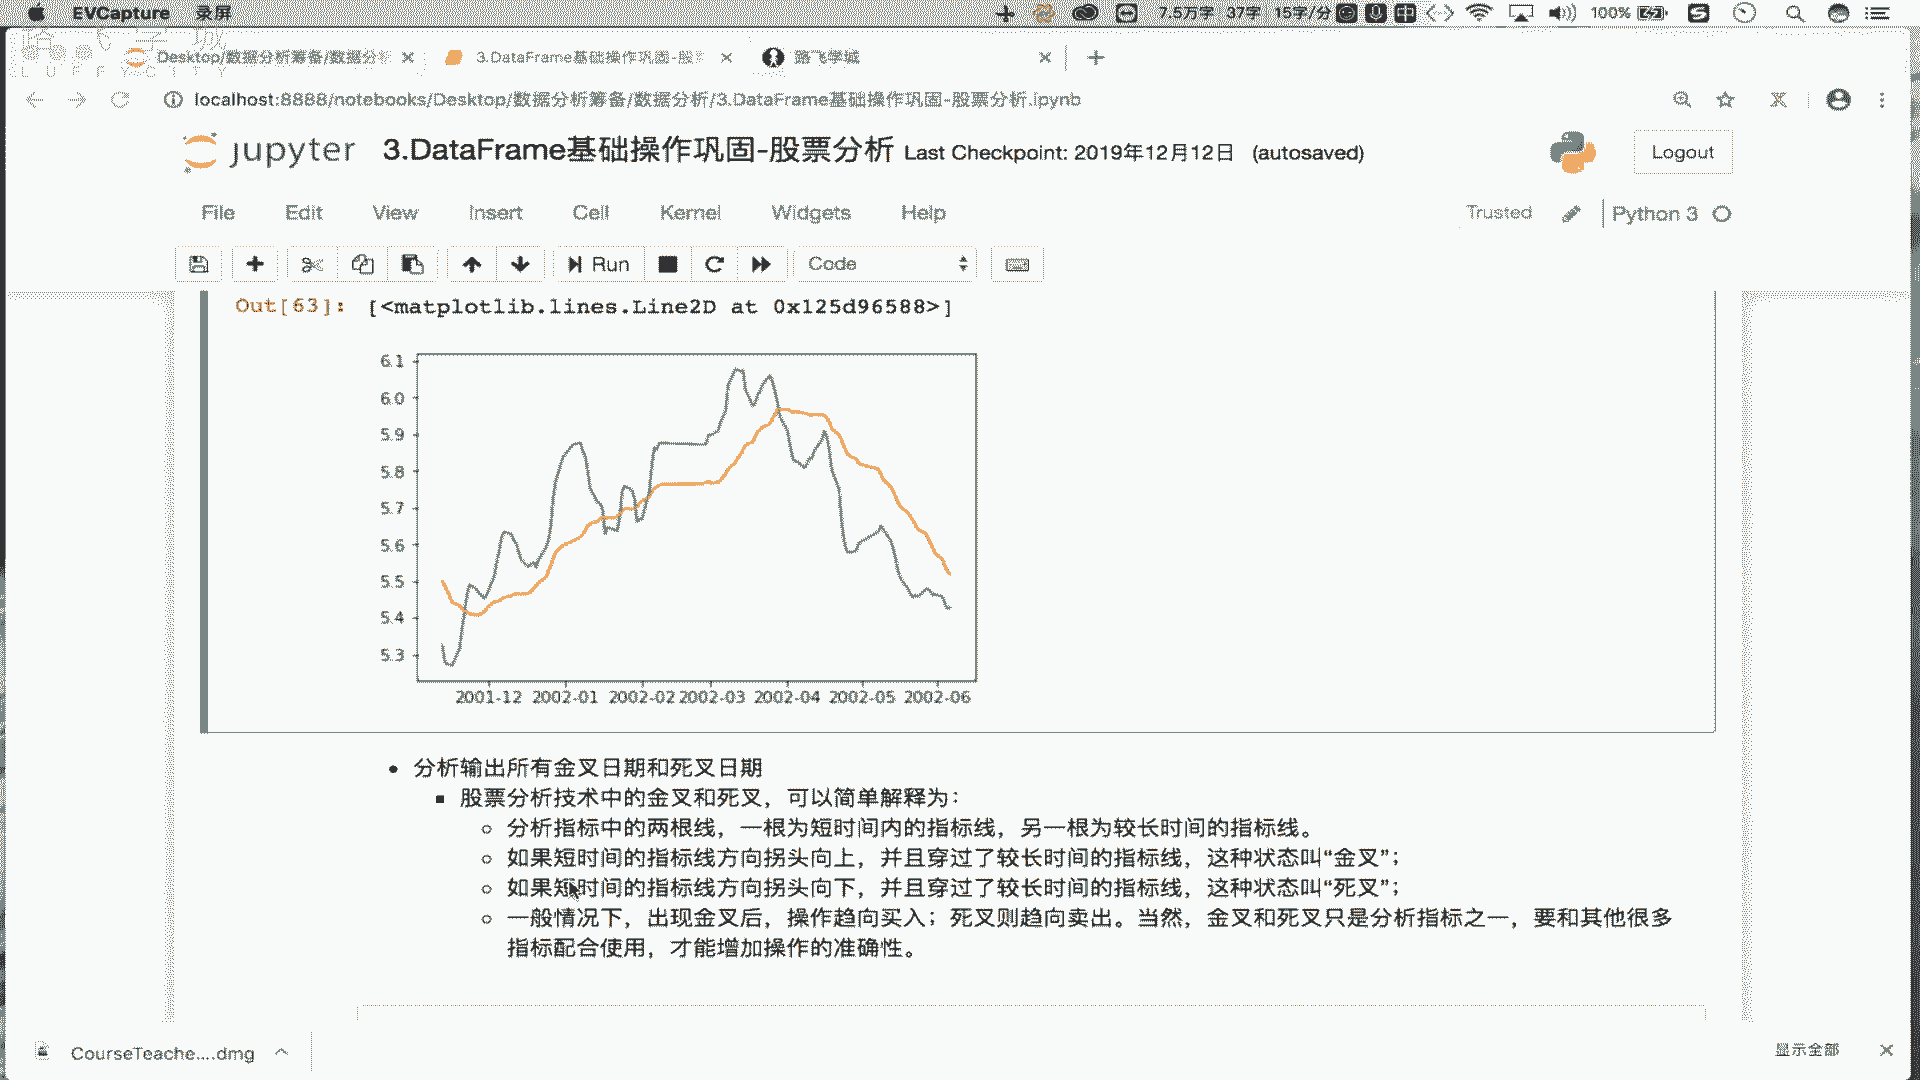 EVCapture 录屏 7.5万字 37字 15字/分 中 100%
Desktop/数据分析筹备/数据分析 3.DataFrame基础操作巩固-股票 路飞学城
LUFFYCITY
localhost:8888/notebooks/Desktop/数据分析筹备/数据分析/3.DataFrame基础操作巩固-股票分析.ipynb
jupyter 3.DataFrame基础操作巩固-股票分析 Last Checkpoint: 2019年12月12日 (autosaved) Logout
File Edit View Insert Cell Kernel Widgets Help Trusted Python 3
Run Code
Out[63]: [<matplotlib.lines.Line2D at 0x125d96588>]
6.1
6.0
5.9
5.8
5.7
5.6
5.5
5.4
5.3
2001-12 2002-01 2002-02 2002-03 2002-04 2002-05 2002-06
分析输出所有金叉日期和死叉日期
股票分析技术中的金叉和死叉，可以简单解释为：
分析指标中的两根线，一根为短时间内的指标线，另一根为较长时间的指标线。
如果短时间的指标线方向拐头向上，并且穿过了较长时间的指标线，这种状态叫“金叉”；
如果短时间的指标线方向拐头向下，并且穿过了较长时间的指标线，这种状态叫“死叉”；
一般情况下，出现金叉后，操作趋向买入；死叉则趋向卖出。当然，金叉和死叉只是分析指标之一，要和其他很多
指标配合使用，才能增加操作的准确性。
CourseTeache....dmg 显示全部